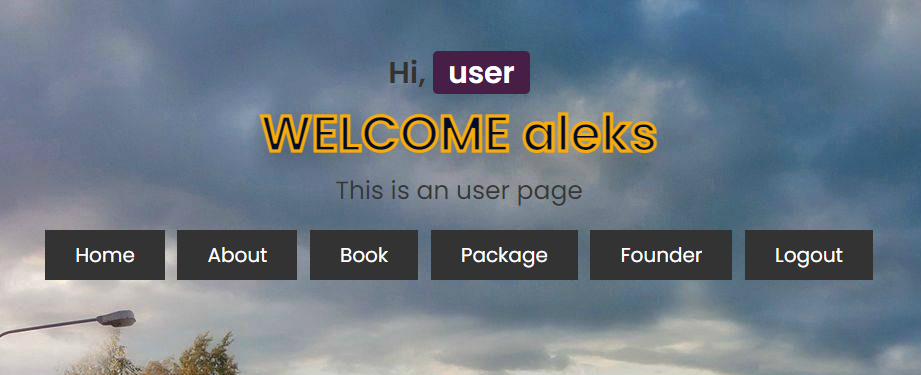 Hi, user
WELCOME aleks
This is an user page
Home About Book Package Founder Logout